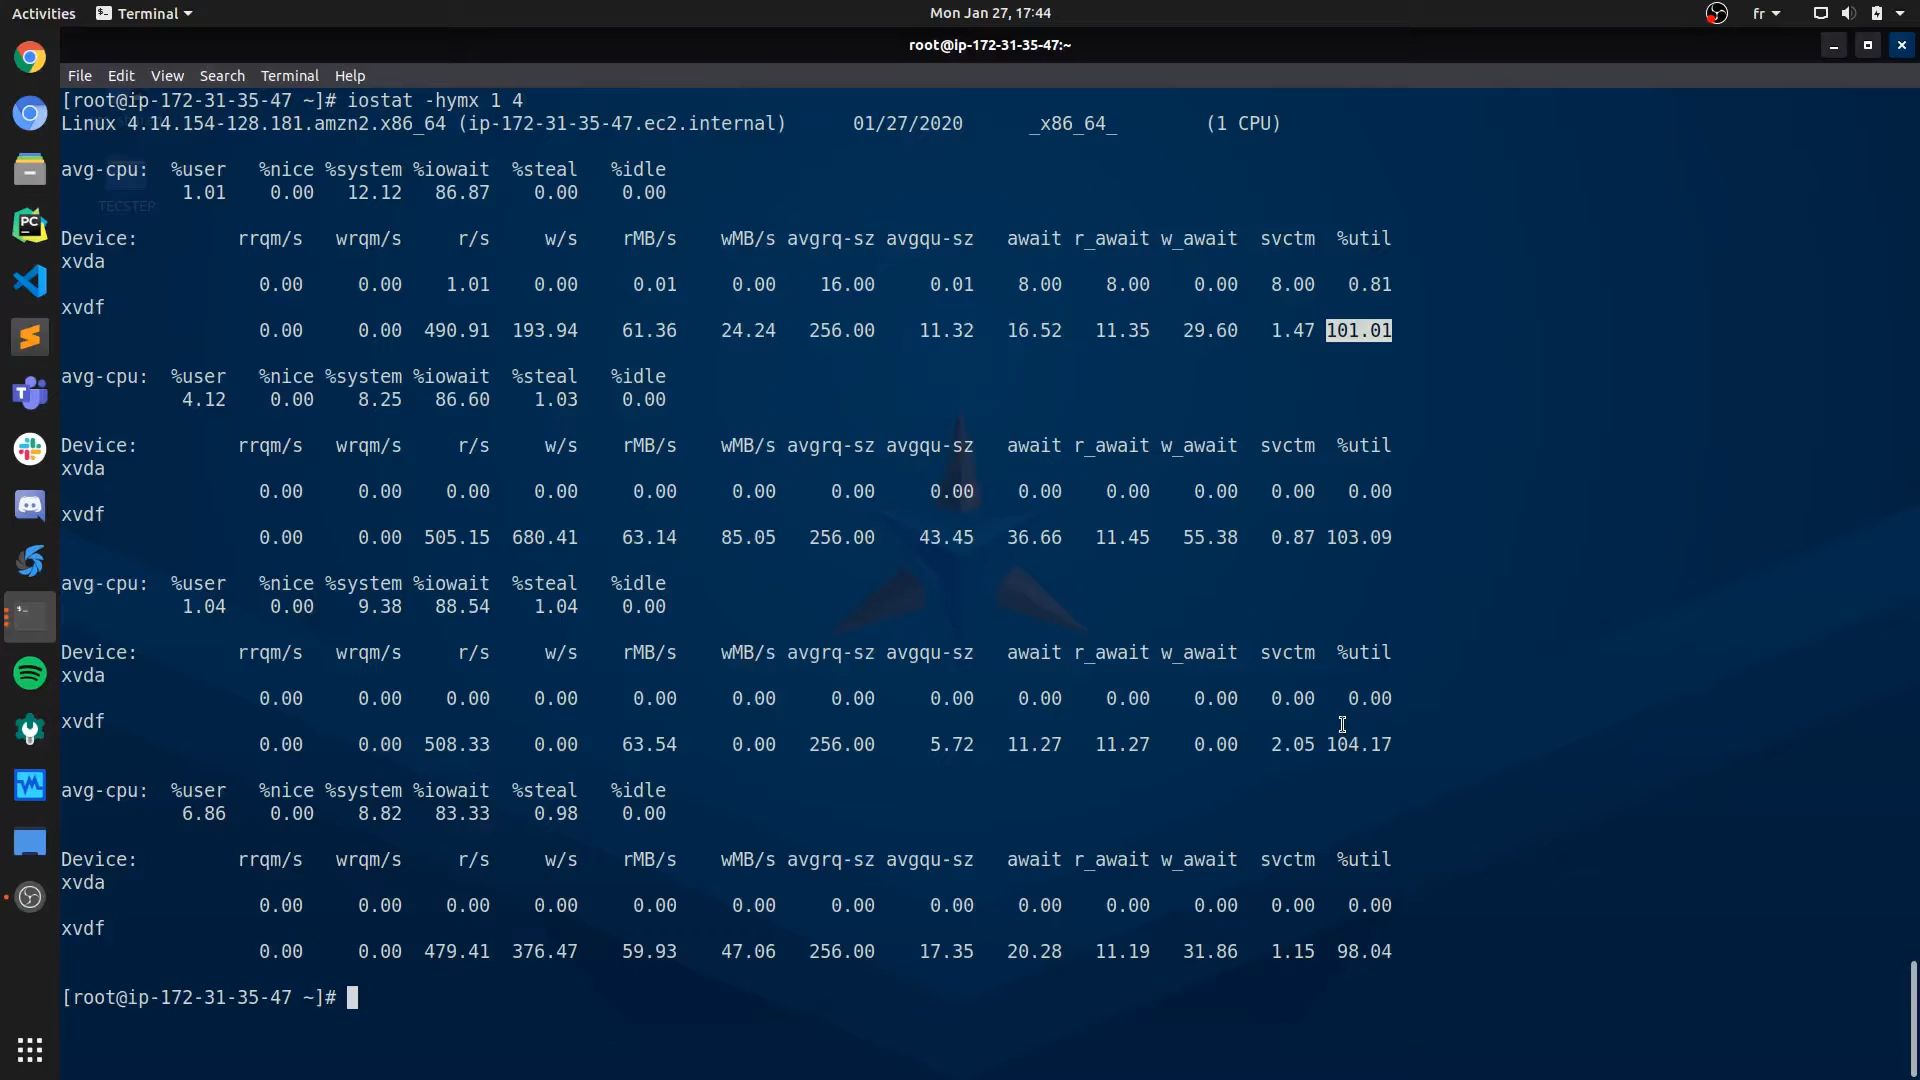 Activities Terminal Mon Jan 27, 17:44 fr
root@ip-172-31-35-47:~
File Edit View Search Terminal Help
[root@ip-172-31-35-47 ~]# iostat -hymx 1 4
Linux 4.14.154-128.181.amzn2.x86_64 (ip-172-31-35-47.ec2.internal) 01/27/2020 _x86_64_ (1 CPU)
avg-cpu: %user %nice %system %iowait %steal %idle
1.01 0.00 12.12 86.87 0.00 0.00
TECSTER
Device: rrqm/s wrqm/s r/s w/s rMB/s wMB/s avgrq-sz avgqu-sz await r_await w_await svctm %util
xvda
0.00 0.00 1.01 0.00 0.01 0.00 16.00 0.01 8.00 8.00 0.00 8.00 0.81
xvdf
0.00 0.00 490.91 193.94 61.36 24.24 256.00 11.32 16.52 11.35 29.60 1.47 101.01
avg-cpu: %user %nice %system %iowait %steal %idle
4.12 0.00 8.25 86.60 1.03 0.00
Device: rrqm/s wrqm/s r/s w/s rMB/s wMB/s avgrq-sz avgqu-sz await r_await w_await svctm %util
xvda
0.00 0.00 0.00 0.00 0.00 0.00 0.00 0.00 0.00 0.00 0.00 0.00 0.00
xvdf
0.00 0.00 505.15 680.41 63.14 85.05 256.00 43.45 36.66 11.45 55.38 0.87 103.09
avg-cpu: %user %nice %system %iowait %steal %idle
1.04 0.00 9.38 88.54 1.04 0.00
Device: rrqm/s wrqm/s r/s w/s rMB/s wMB/s avgrq-sz avgqu-sz await r_await w_await svctm %util
xvda
0.00 0.00 0.00 0.00 0.00 0.00 0.00 0.00 0.00 0.00 0.00 0.00 0.00
xvdf
0.00 0.00 508.33 0.00 63.54 0.00 256.00 5.72 11.27 11.27 0.00 2.05 104.17
avg-cpu: %user %nice %system %iowait %steal %idle
6.86 0.00 8.82 83.33 0.98 0.00
Device: rrqm/s wrqm/s r/s w/s rMB/s wMB/s avgrq-sz avgqu-sz await r_await w_await svctm %util
xvda
0.00 0.00 0.00 0.00 0.00 0.00 0.00 0.00 0.00 0.00 0.00 0.00 0.00
xvdf
0.00 0.00 479.41 376.47 59.93 47.06 256.00 17.35 20.28 11.19 31.86 1.15 98.04
[root@ip-172-31-35-47 ~]#